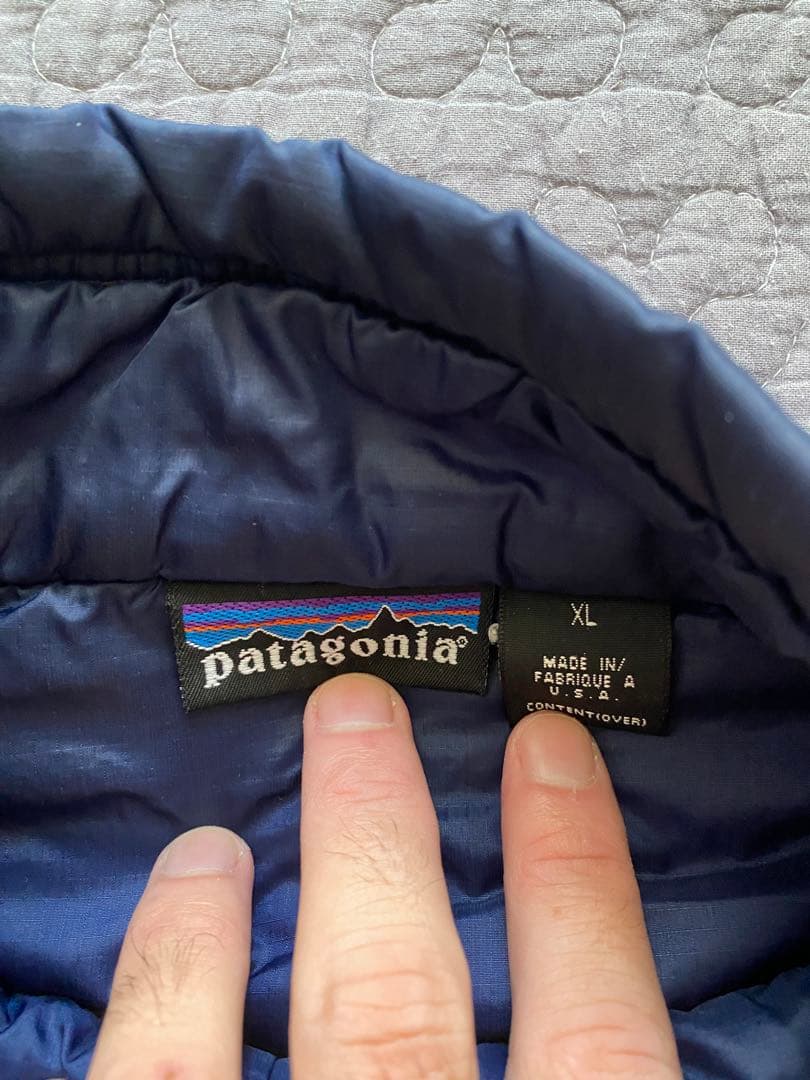 patagonia®
XL
MADE IN/
FABRIQUE A
U.S.A.
CONTENT(OVER)